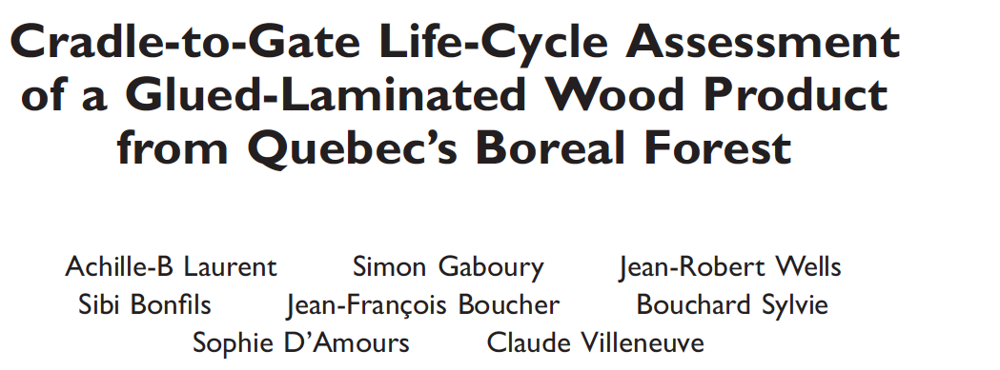 Cradle-to-Gate Life-Cycle Assessment
of a Glued-Laminated Wood Product
from Quebec’s Boreal Forest
Achille-B Laurent Simon Gaboury Jean-Robert Wells
Sibi Bonfils Jean-François Boucher Bouchard Sylvie
Sophie D’Amours Claude Villeneuve